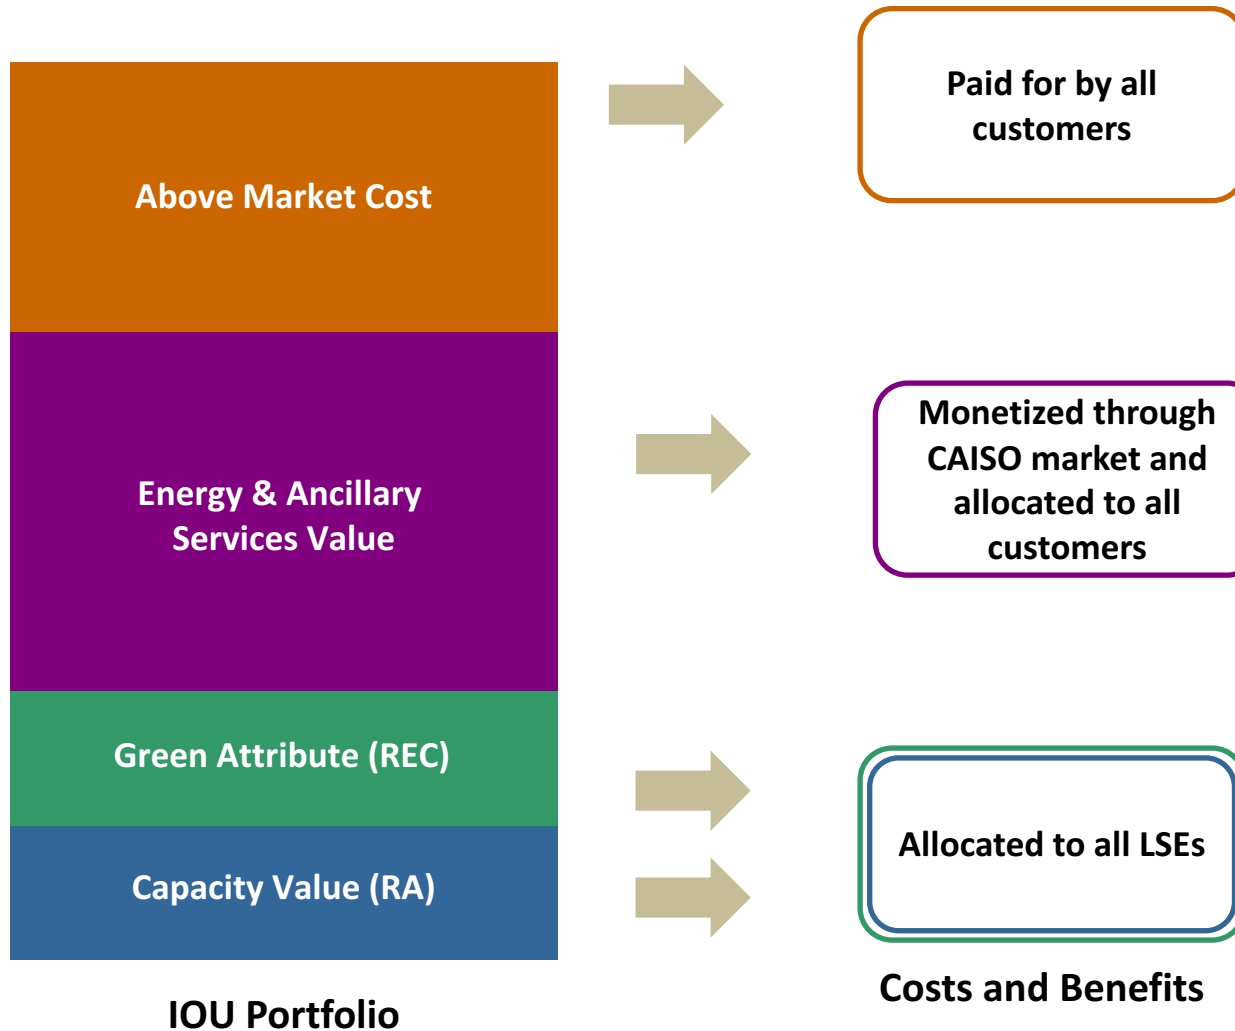 Above Market Cost
Paid for by all
customers
Energy & Ancillary
Services Value
Monetized through
CAISO market and
allocated to all
customers
Green Attribute (REC)
Capacity Value (RA)
Allocated to all LSEs
IOU Portfolio
Costs and Benefits